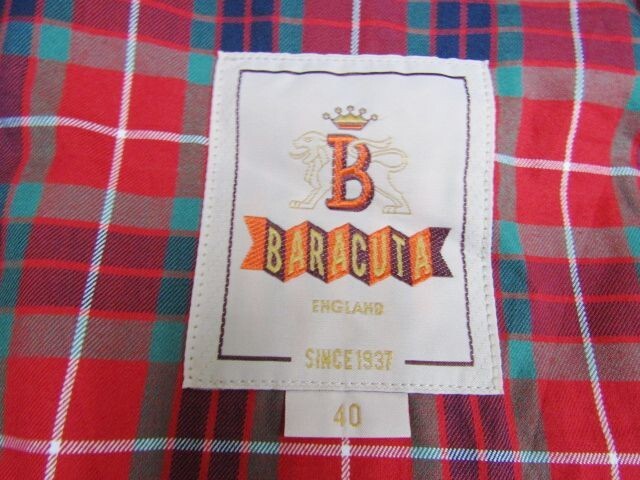 B
BARACUTA
ENGLAND
SINCE 1937
40